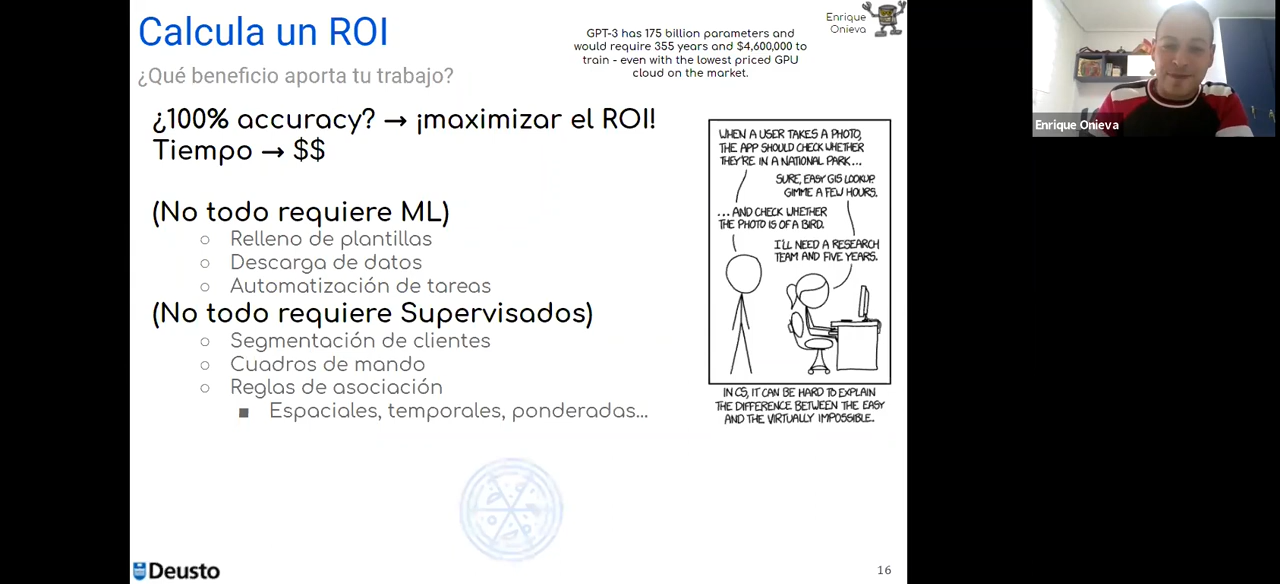 Calcula un ROI
¿Qué beneficio aporta tu trabajo?
GPT-3 has 175 billion parameters and
would require 355 years and $4,600,000 to
train - even with the lowest priced GPU
cloud on the market.
Enrique
Onieva
¿100% accuracy? → ¡maximizar el ROI!
Tiempo → $$
(No todo requiere ML)
○ Relleno de plantillas
○ Descarga de datos
○ Automatización de tareas
(No todo requiere Supervisados)
○ Segmentación de clientes
○ Cuadros de mando
○ Reglas de asociación
■ Espaciales, temporales, ponderadas...
WHEN A USER TAKES A PHOTO,
THE APP SHOULD CHECK WHETHER
THEY'RE IN A NATIONAL PARK...
SURE, EASY GIS LOOKUP.
GIMME A FEW HOURS.
...AND CHECK WHETHER
THE PHOTO IS OF A BIRD.
I'LL NEED A RESEARCH
TEAM AND FIVE YEARS.
IN CS, IT CAN BE HARD TO EXPLAIN
THE DIFFERENCE BETWEEN THE EASY
AND THE VIRTUALLY IMPOSSIBLE.
Deusto
16
Enrique Onieva